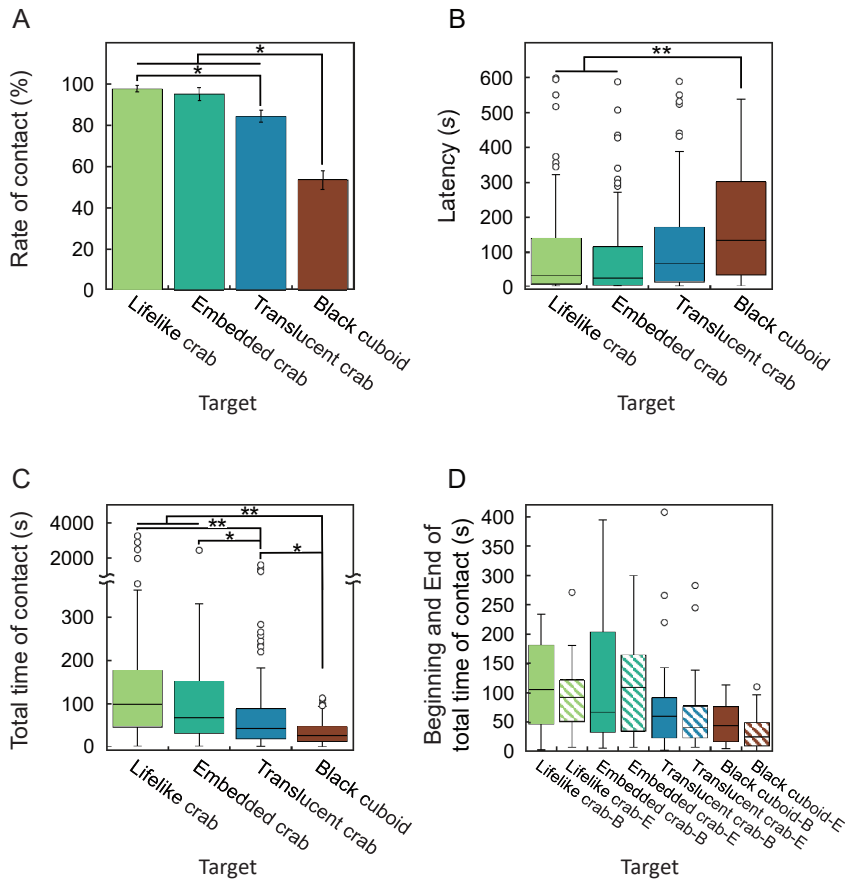 A
Rate of contact (%)
100
80
60
40
20
0
*
*
Lifelike crab
Embedded crab
Translucent crab
Black cuboid
Target
B
Latency (s)
600
500
400
300
200
100
0
**
Lifelike crab
Embedded crab
Translucent crab
Black cuboid
Target
C
Total time of contact (s)
4000
2000
300
200
100
0
**
**
*
*
Lifelike crab
Embedded crab
Translucent crab
Black cuboid
Target
D
Beginning and End of
total time of contact (s)
400
350
300
250
200
150
100
50
0
Lifelike crab-B
Lifelike crab-E
Embedded crab-B
Embedded crab-E
Translucent crab-B
Translucent crab-E
Black cuboid-B
Black cuboid-E
Target